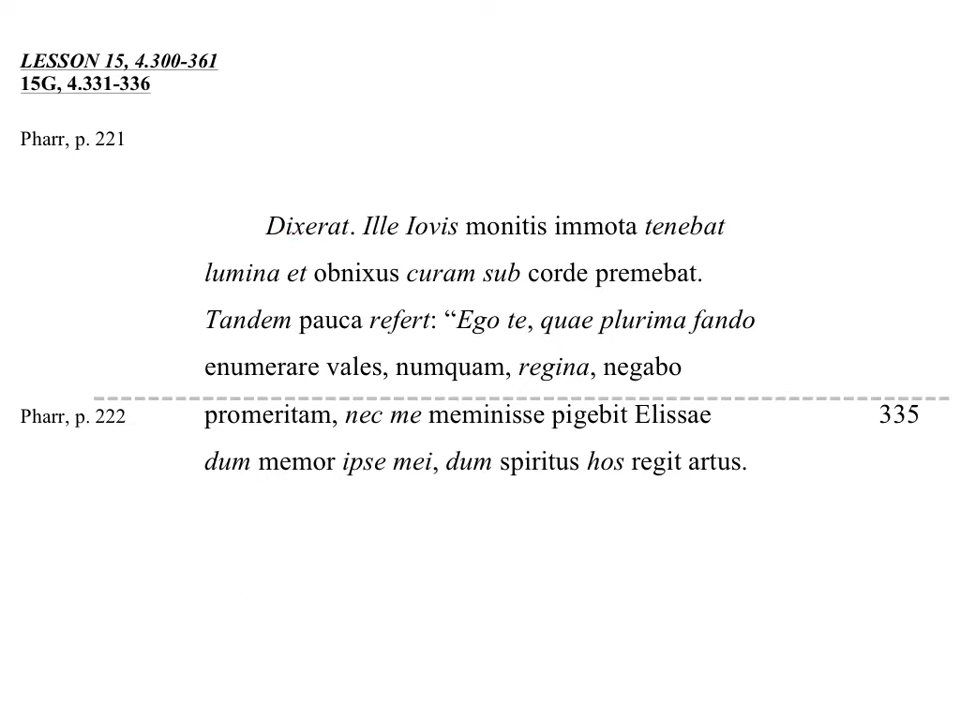 LESSON 15, 4.300-361
15G, 4.331-336
Pharr, p. 221
Dixerat. Ille Iovis monitis immota tenebat
lumina et obnixus curam sub corde premebat.
Tandem pauca refert: “Ego te, quae plurima fando
enumerare vales, numquam, regina, negabo
Pharr, p. 222 promeritam, nec me meminisse pigebit Elissae 335
dum memor ipse mei, dum spiritus hos regit artus.